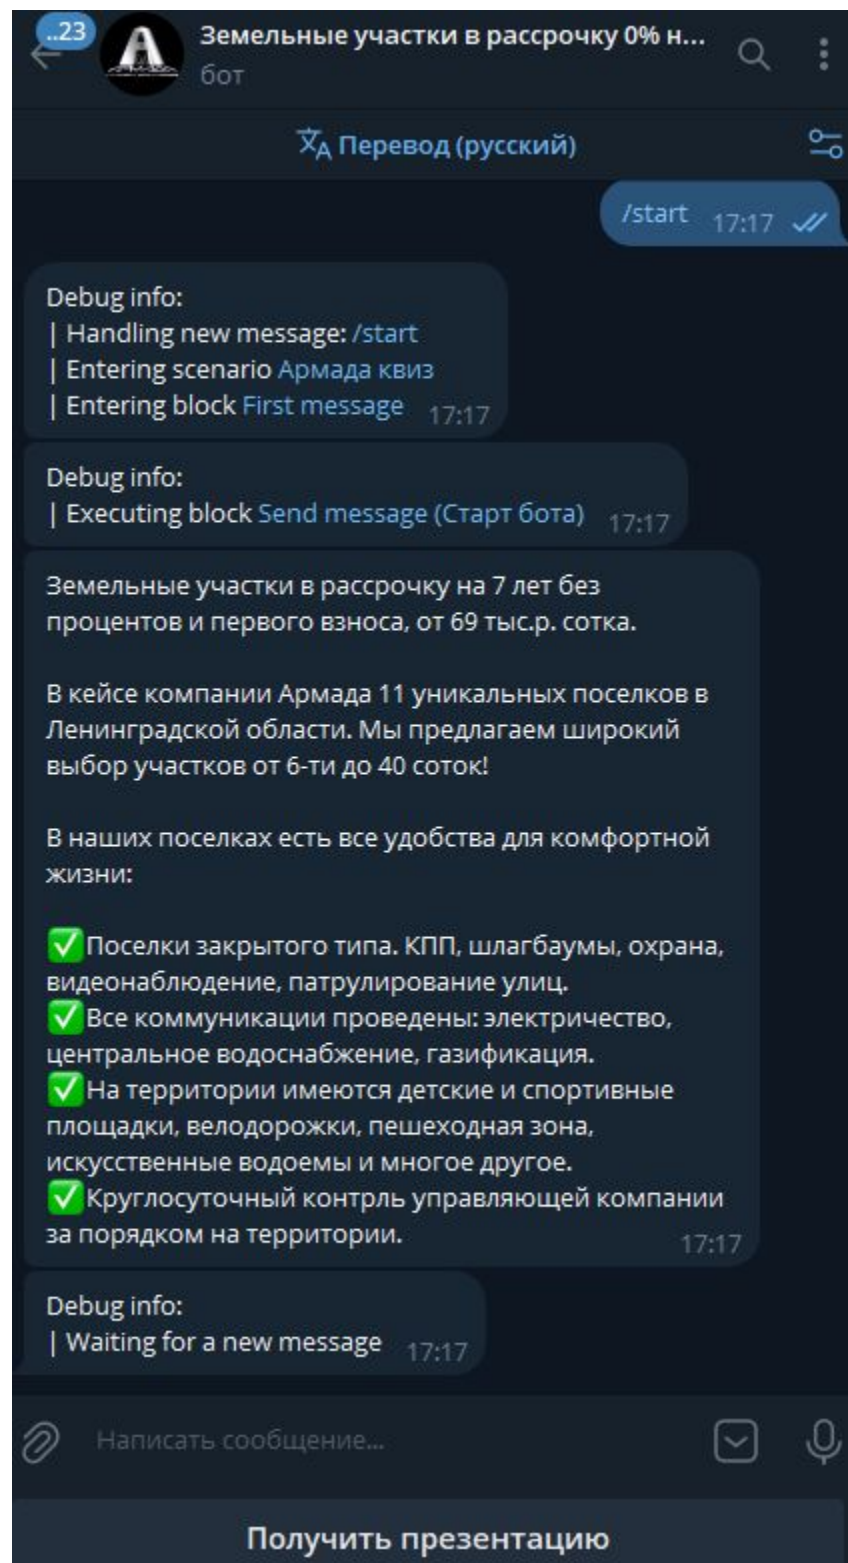 ..23
Земельные участки в рассрочку 0% н...
бот
Перевод (русский)
/start 17:17
Debug info:
| Handling new message: /start
| Entering scenario Армада квиз
| Entering block First message 17:17
Debug info:
| Executing block Send message (Старт бота) 17:17
Земельные участки в рассрочку на 7 лет без
процентов и первого взноса, от 69 тыс.р. сотка.
В кейсе компании Армада 11 уникальных поселков в
Ленинградской области. Мы предлагаем широкий
выбор участков от 6-ти до 40 соток!
В наших поселках есть все удобства для комфортной
жизни:
✅Поселки закрытого типа. КПП, шлагбаумы, охрана,
видеонаблюдение, патрулирование улиц.
✅Все коммуникации проведены: электричество,
центральное водоснабжение, газификация.
✅На территории имеются детские и спортивные
площадки, велодорожки, пешеходная зона,
искусственные водоемы и многое другое.
✅Круглосуточный контрль управляющей компании
за порядком на территории. 17:17
Debug info:
| Waiting for a new message 17:17
Написать сообщение...
Получить презентацию